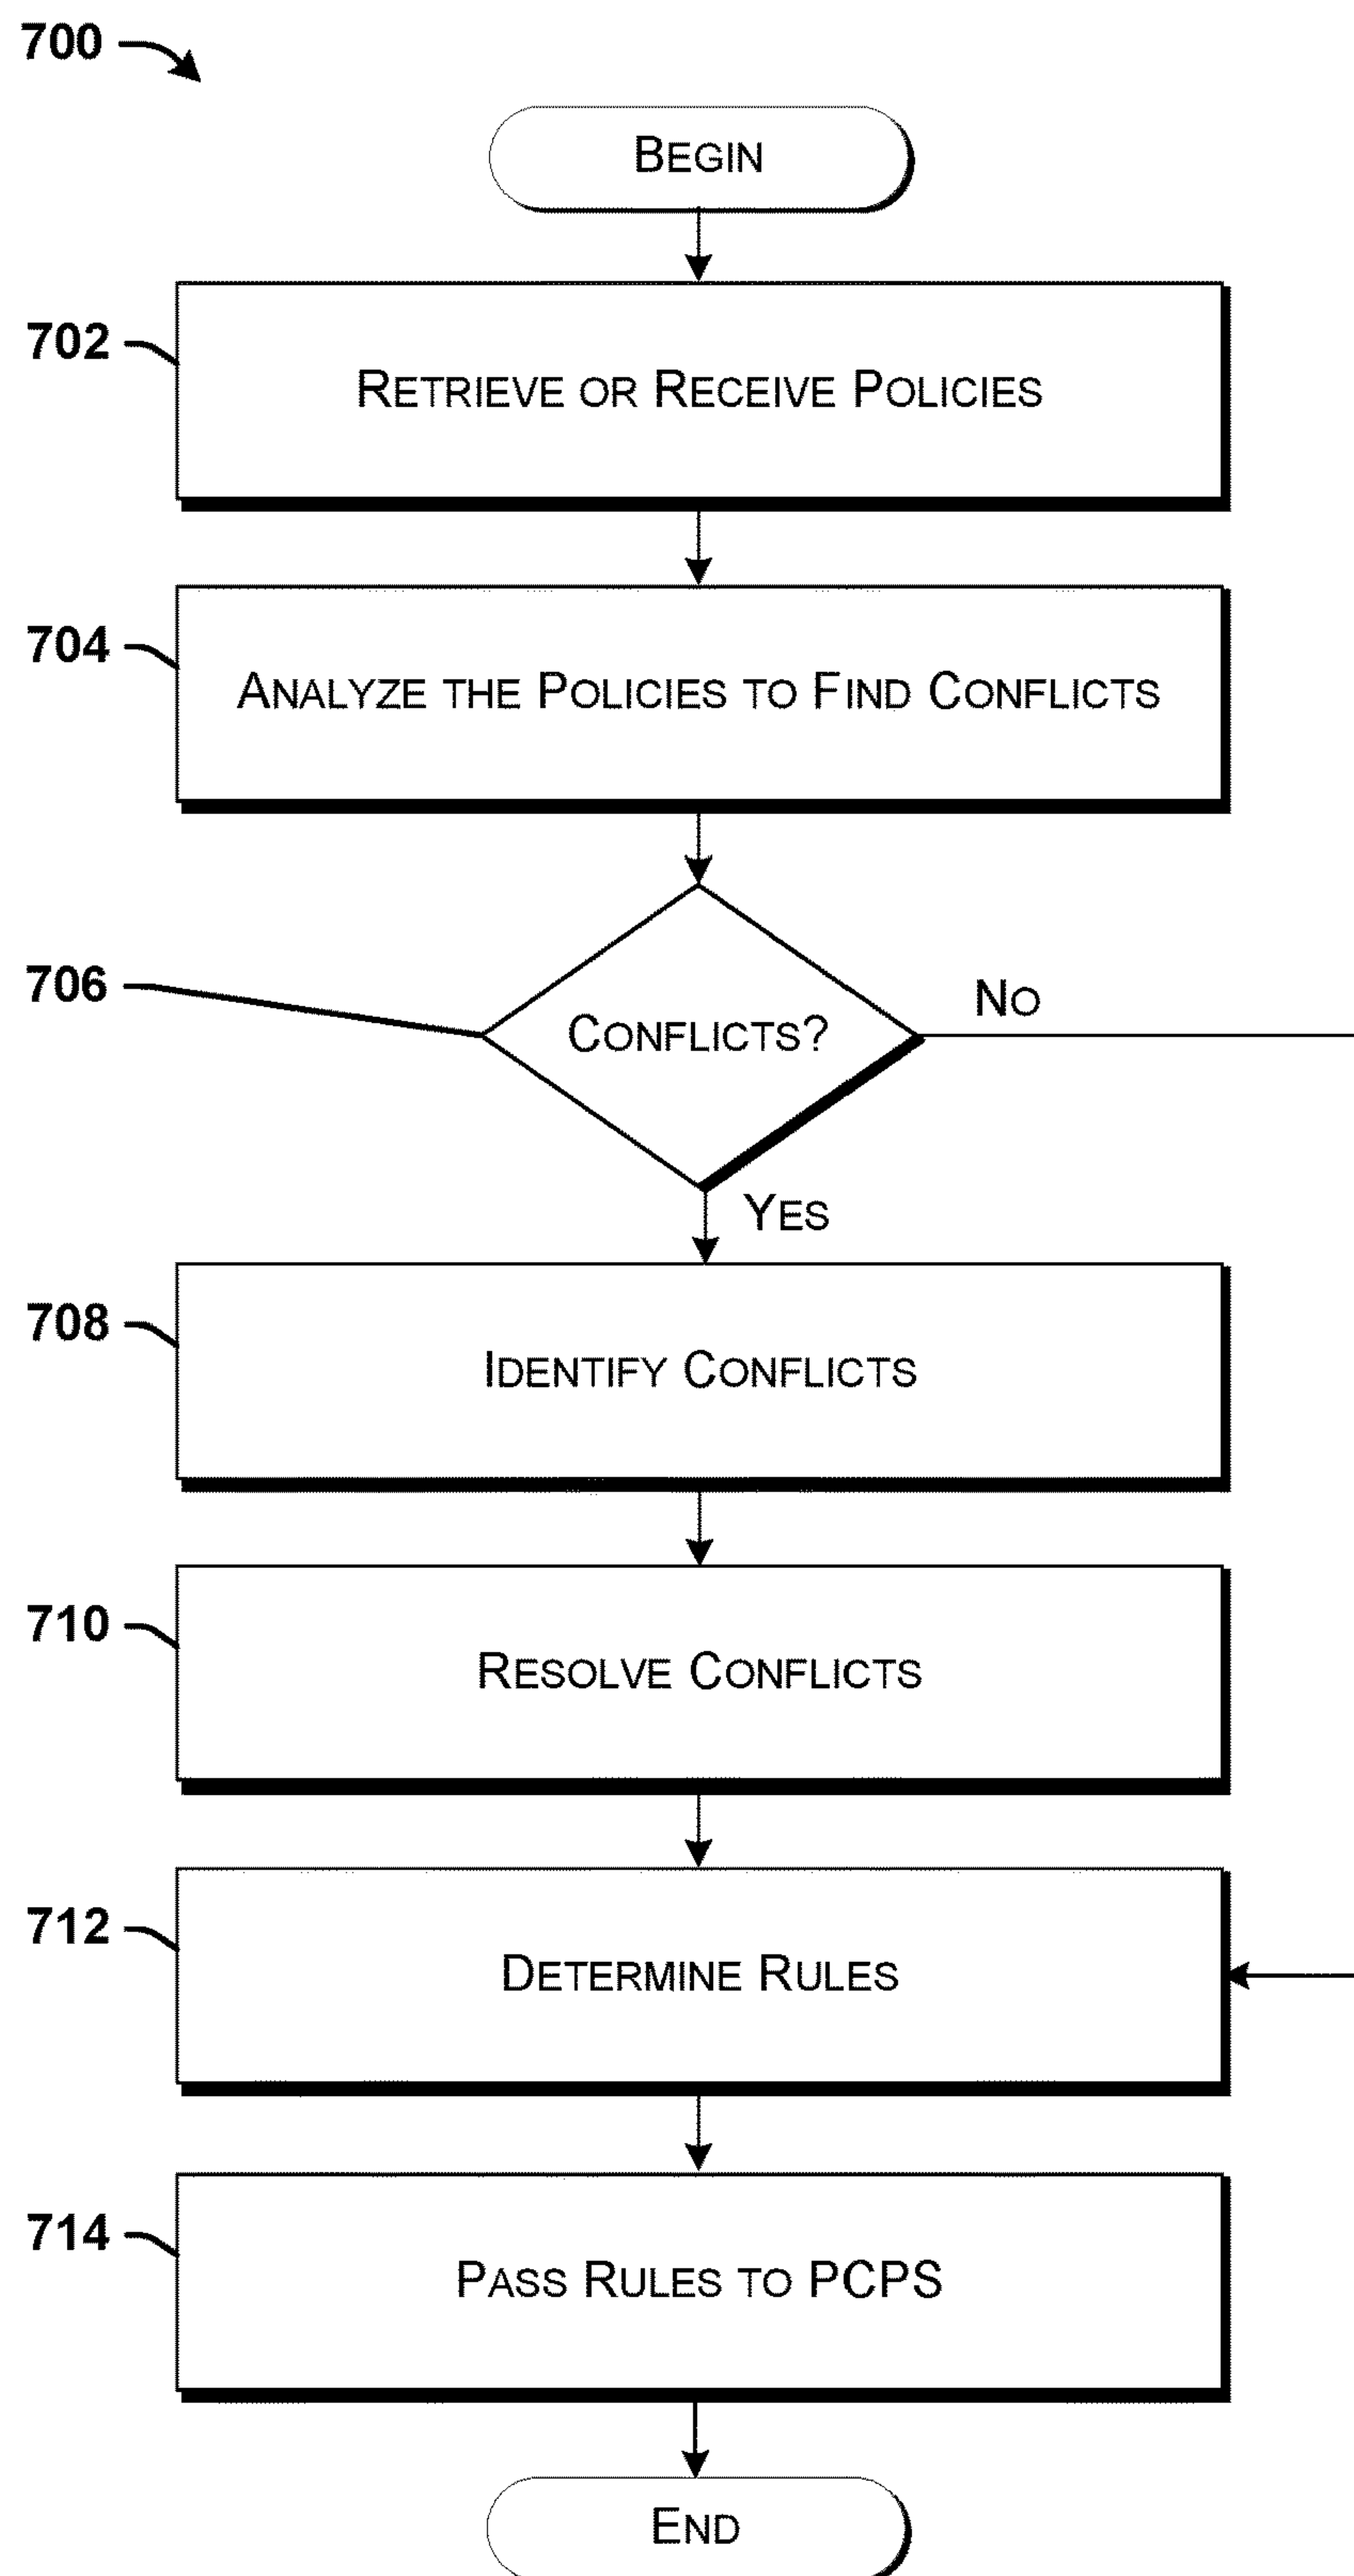 700
BEGIN
702
RETRIEVE OR RECEIVE POLICIES
704
ANALYZE THE POLICIES TO FIND CONFLICTS
706
CONFLICTS?
NO
YES
708
IDENTIFY CONFLICTS
710
RESOLVE CONFLICTS
712
DETERMINE RULES
714
PASS RULES TO PCPS
END